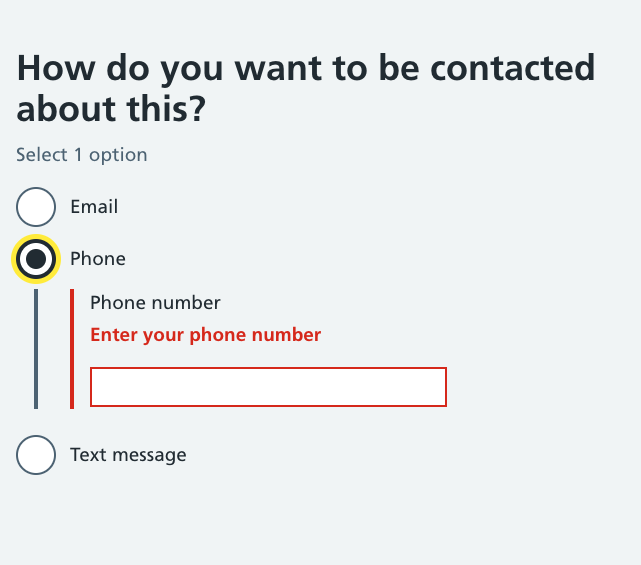 How do you want to be contacted
about this?
Select 1 option
Email
Phone
Phone number
Enter your phone number
Text message